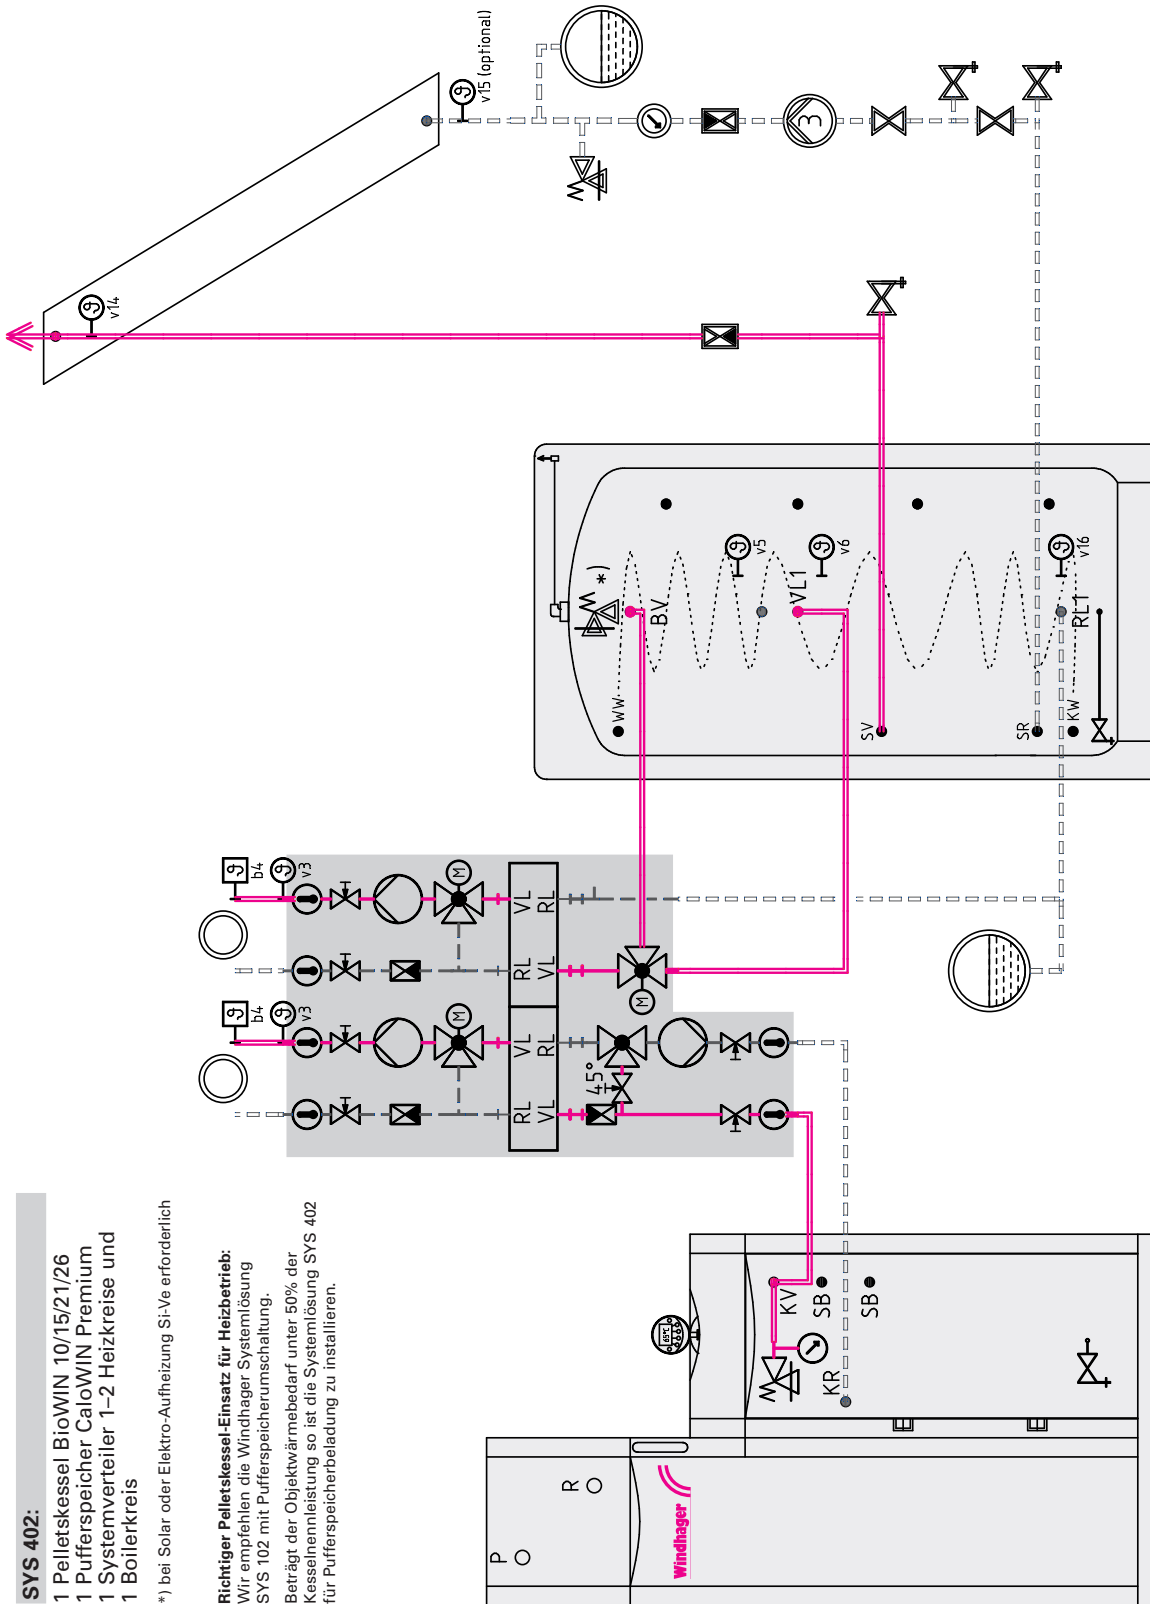 SYS 402:
1 Pelletskessel BioWIN 10/15/21/26
1 Pufferspeicher CaloWIN Premium
1 Systemverteiler 1–2 Heizkreise und
1 Boilerkreis
*) bei Solar oder Elektro-Aufheizung Si-Ve erforderlich
Richtiger Pelletskessel-Einsatz für Heizbetrieb:
Wir empfehlen die Windhager Systemlösung
SYS 102 mit Pufferspeicherumschaltung.
Beträgt der Objektwärmebedarf unter 50% der
Kesselnennleistung so ist die Systemlösung SYS 402
für Pufferspeicherbeladung zu installieren.
P
R
Windhager
65°C
KV
SB
SB
KR
b4
v3
b4
v3
M
M
RL
VL
RL
VL
VL
RL
VL
RL
45°
M
WW
BV
*)
v5
VL1
v6
SV
SR
KW
RL1
v16
v14
v15 (optional)
3